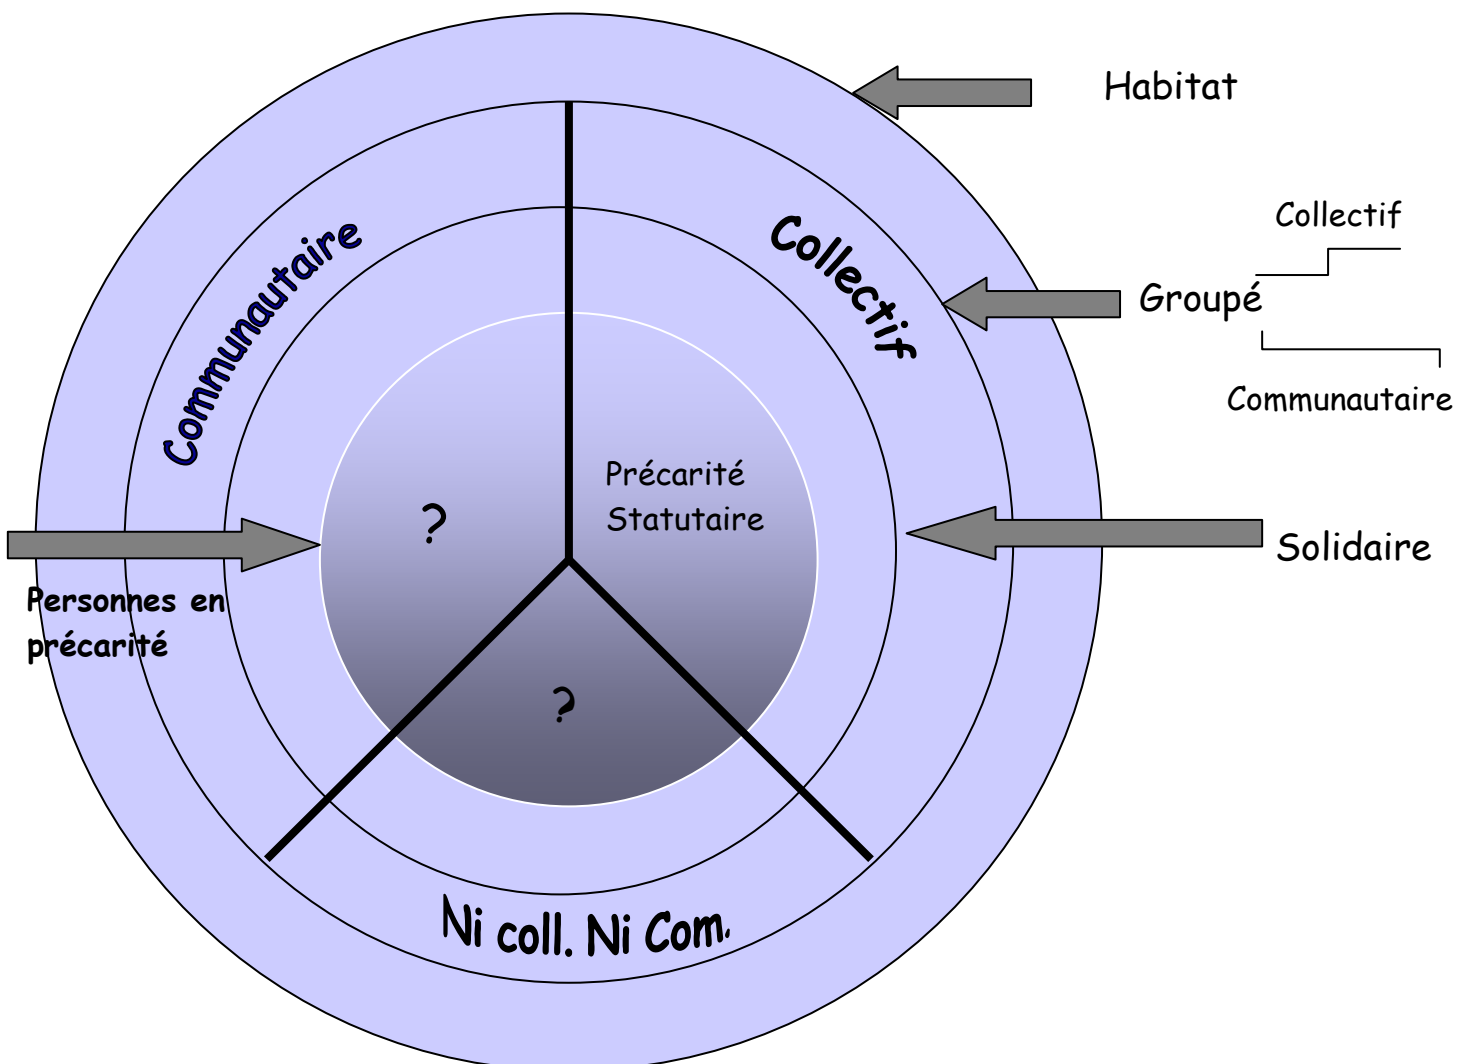 Habitat
Collectif
Groupé
Communautaire
Communautaire
Collectif
Précarité
Statutaire
?
Solidaire
Personnes en
précarité
?
Ni coll. Ni Com.